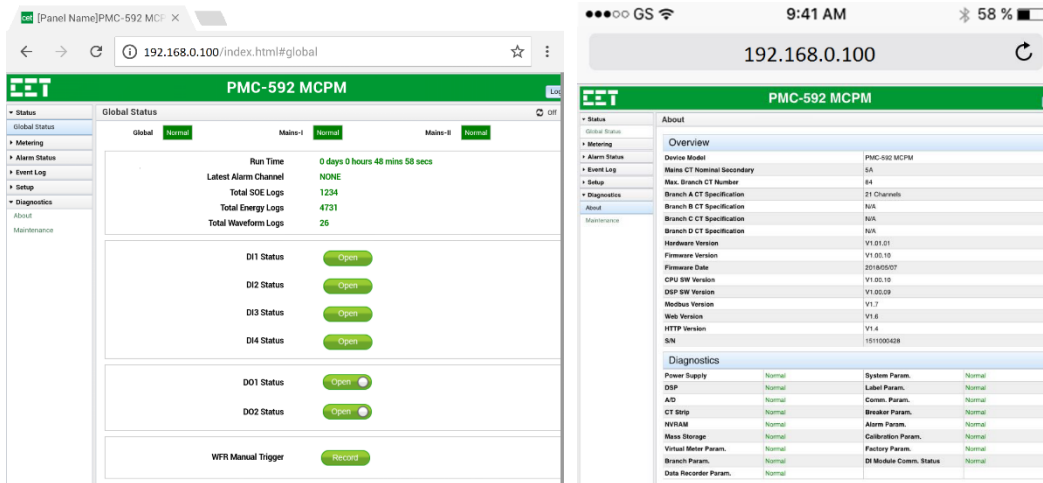 cet [Panel Name]PMC-592 MCP
192.168.0.100/index.html#global
CET PMC-592 MCPM
Status
Global Status
Metering
Alarm Status
Event Log
Setup
Diagnostics
About
Maintenance
Global Status Off
Global Normal Mains-I Normal Mains-II Normal
Run Time 0 days 0 hours 48 mins 58 secs
Latest Alarm Channel NONE
Total SOE Logs 1234
Total Energy Logs 4731
Total Waveform Logs 26
DI1 Status Open
DI2 Status Open
DI3 Status Open
DI4 Status Open
DO1 Status Open
DO2 Status Open
WFR Manual Trigger Record
GS 9:41 AM 58 %
192.168.0.100
CET PMC-592 MCPM
Status
Global Status
Metering
Alarm Status
Event Log
Setup
Diagnostics
About
Maintenance
About
Overview
Device Model PMC-592 MCPM
Mains CT Nominal Secondary 5A
Max. Branch CT Number 84
Branch A CT Specification 21 Channels
Branch B CT Specification N/A
Branch C CT Specification N/A
Branch D CT Specification N/A
Hardware Version V1.01.01
Firmware Version V1.00.10
Firmware Date 2018/05/07
CPU SW Version V1.00.10
DSP SW Version V1.00.09
Modbus Version V1.7
Web Version V1.6
HTTP Version V1.4
S/N 1511000428
Diagnostics
Power Supply Normal System Param. Normal
DSP Normal Label Param. Normal
A/D Normal Comm. Param. Normal
CT Strip Normal Breaker Param. Normal
NVRAM Normal Alarm Param. Normal
Mass Storage Normal Calibration Param. Normal
Virtual Meter Param. Normal Factory Param. Normal
Branch Param. Normal DI Module Comm. Status Normal
Data Recorder Param. Normal